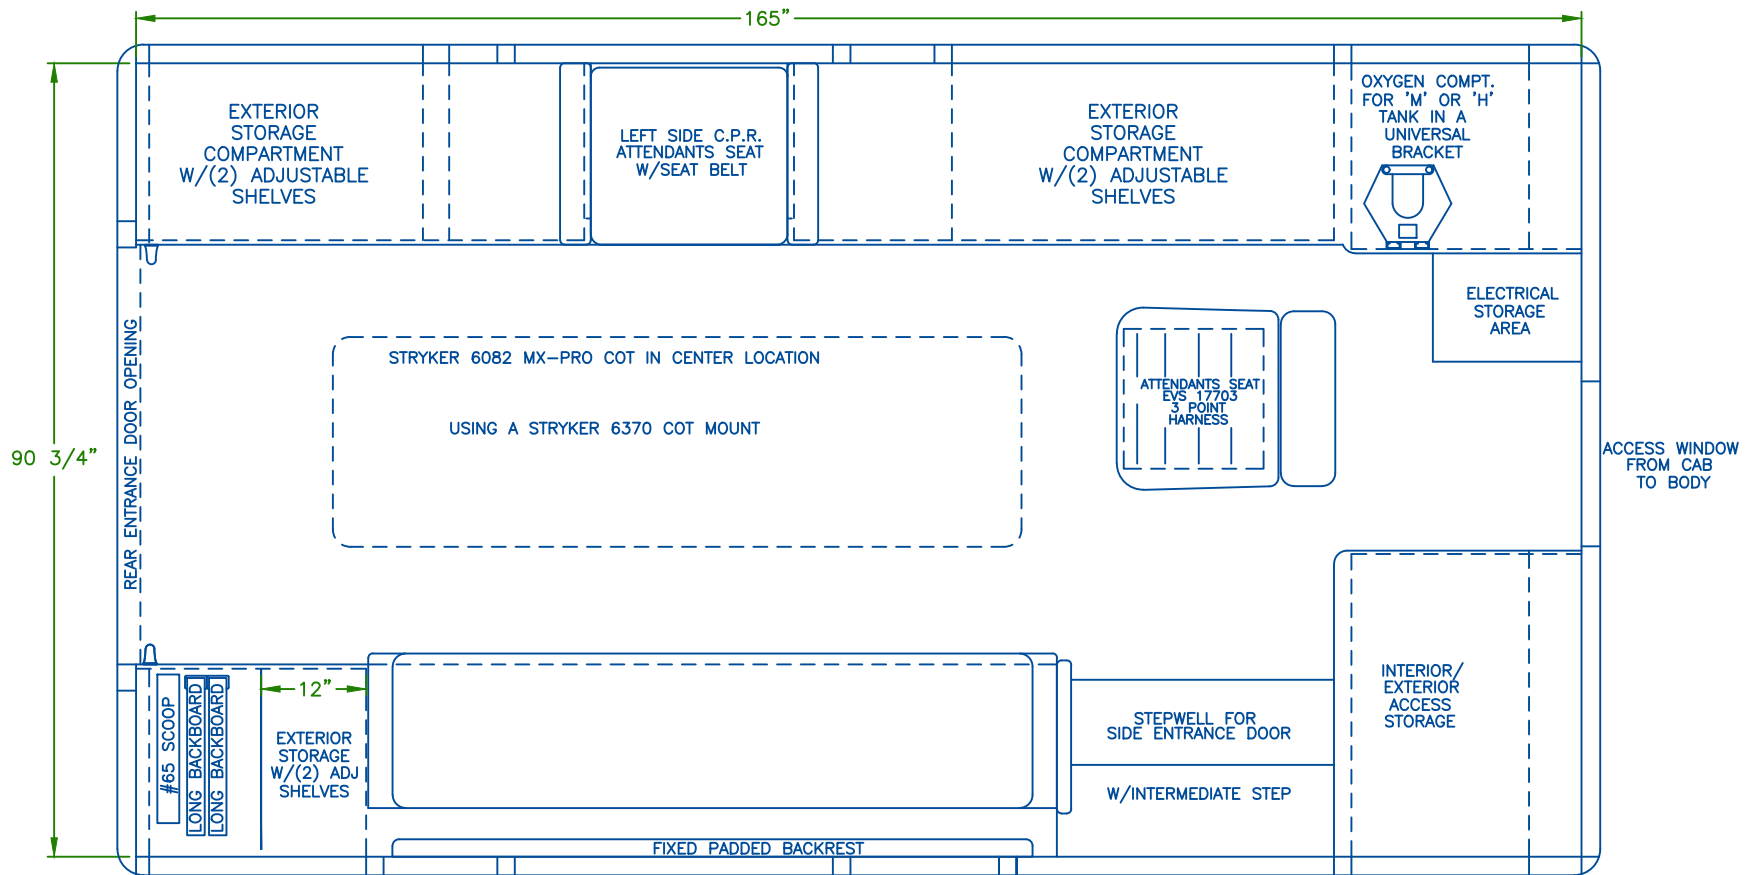 165"
EXTERIOR
STORAGE
COMPARTMENT
W/(2) ADJUSTABLE
SHELVES
LEFT SIDE C.P.R.
ATTENDANTS SEAT
W/SEAT BELT
EXTERIOR
STORAGE
COMPARTMENT
W/(2) ADJUSTABLE
SHELVES
OXYGEN COMPT.
FOR 'M' OR 'H'
TANK IN A
UNIVERSAL
BRACKET
ELECTRICAL
STORAGE
AREA
REAR ENTRANCE DOOR OPENING
STRYKER 6082 MX-PRO COT IN CENTER LOCATION
USING A STRYKER 6370 COT MOUNT
ATTENDANTS SEAT
EVS 17703
3 POINT
HARNESS
90 3/4"
ACCESS WINDOW
FROM CAB
TO BODY
#65 SCOOP
LONG BACKBOARD
LONG BACKBOARD
12"
EXTERIOR
STORAGE
W/(2) ADJ
SHELVES
STEPWELL FOR
SIDE ENTRANCE DOOR
W/INTERMEDIATE STEP
INTERIOR/
EXTERIOR
ACCESS
STORAGE
FIXED PADDED BACKREST